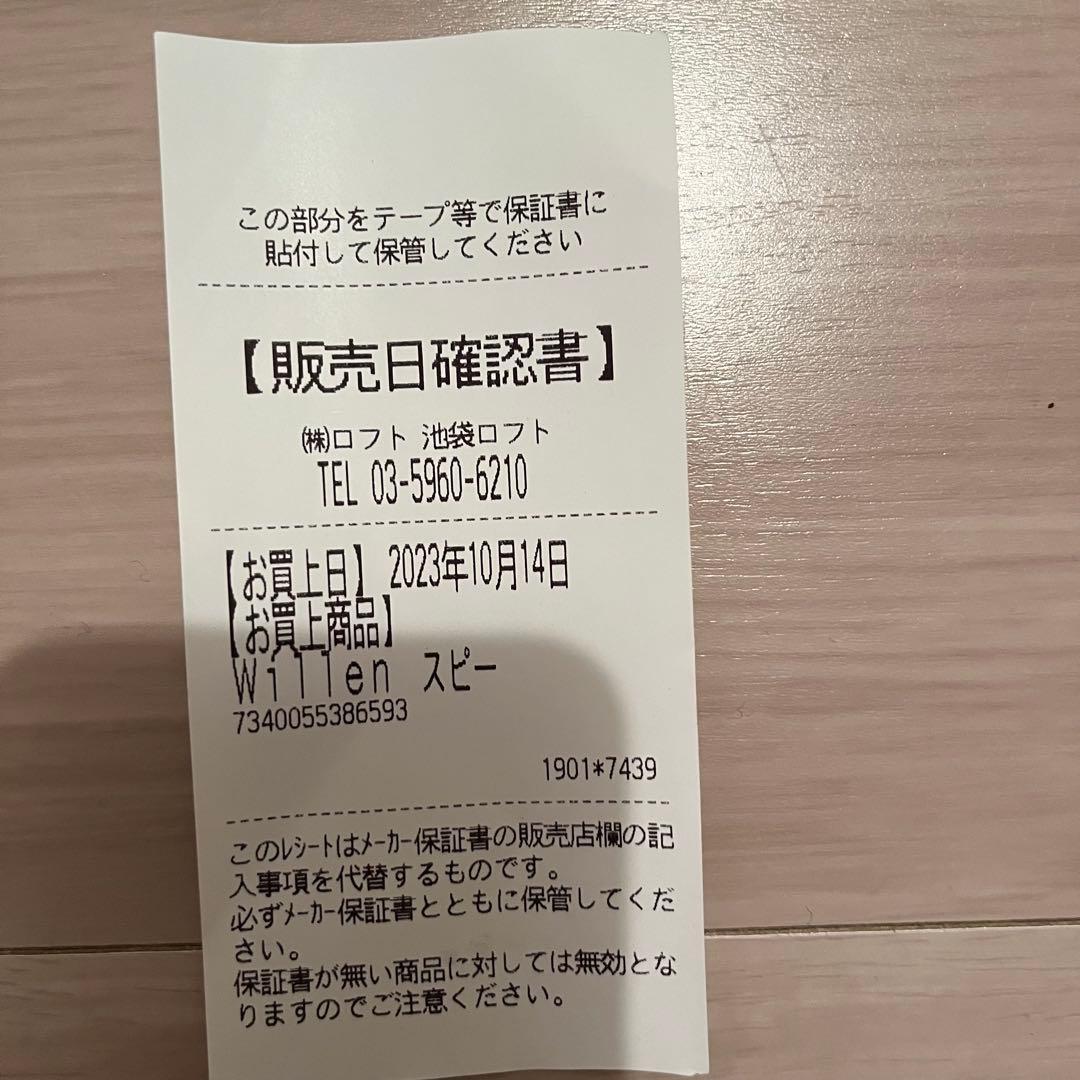 この部分をテープ等で保証書に
貼付して保管してください
【販売日確認書】
㈱ロフト 池袋ロフト
TEL 03-5960-6210
【お買上日】 2023年10月14日
【お買上商品】
Willen スピー
7340055386593
1901*7439
このﾚｼｰﾄはﾒｰｶｰ保証書の販売店欄の記
入事項を代替するものです。
必ずﾒｰｶｰ保証書とともに保管してくだ
さい。
保証書が無い商品に対しては無効とな
りますのでご注意ください。